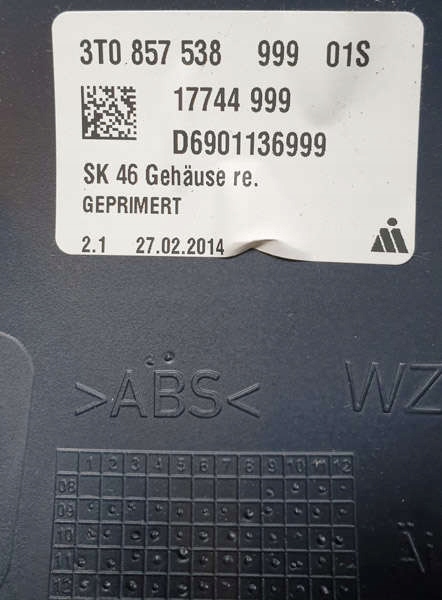 3T0 857 538 999 01S
17744 999
D6901136999
SK 46 Gehäuse re.
GEPRIMERT
2.1 27.02.2014
>ABS<
WZ
1 2 3 4 5 6 7 8 9 10 11 12
08
09
10
11
12